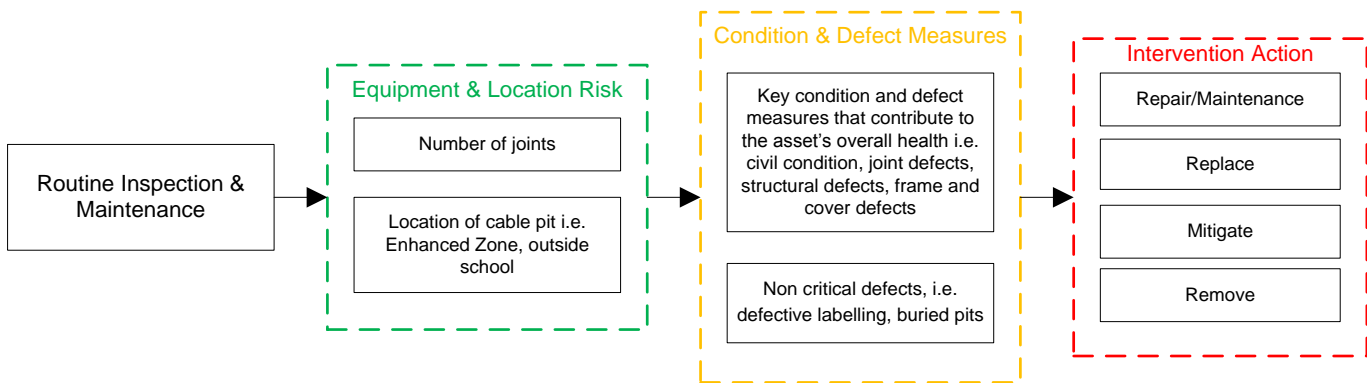 Routine Inspection &
Maintenance
Equipment & Location Risk
Number of joints
Location of cable pit i.e.
Enhanced Zone, outside
school
Condition & Defect Measures
Key condition and defect
measures that contribute to
the asset's overall health i.e.
civil condition, joint defects,
structural defects, frame and
cover defects
Non critical defects, i.e.
defective labelling, buried pits
Intervention Action
Repair/Maintenance
Replace
Mitigate
Remove